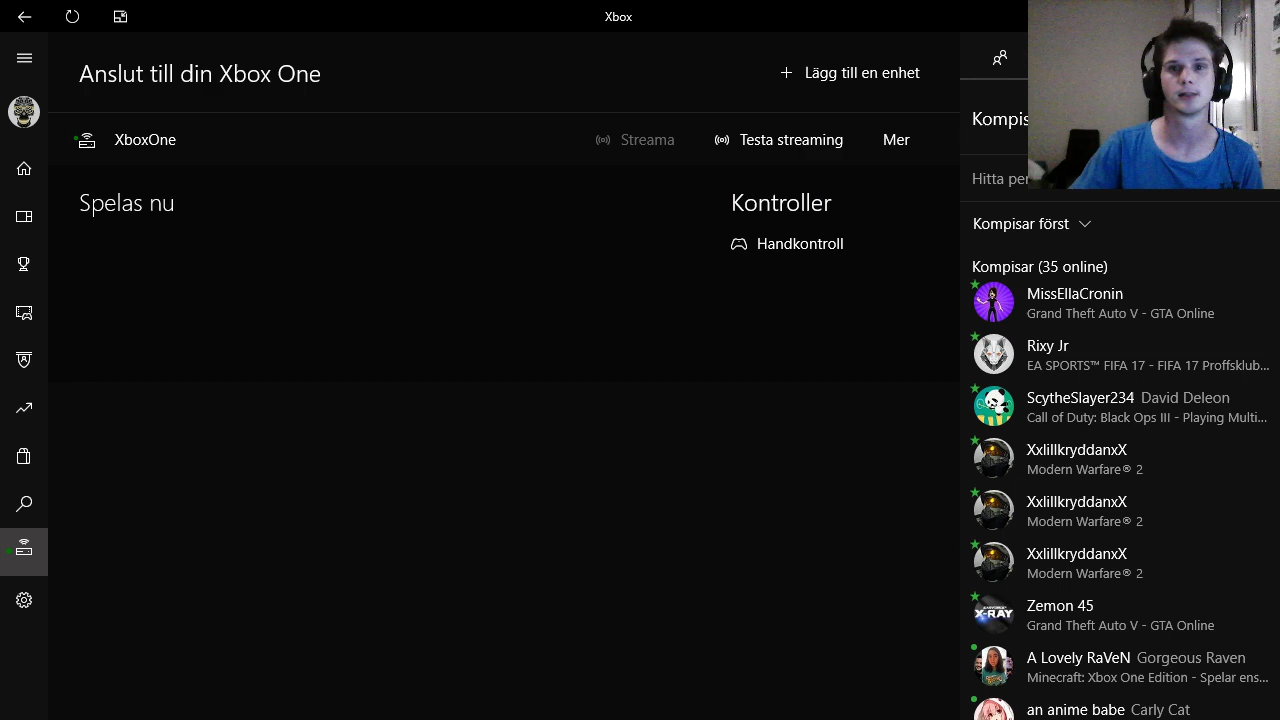 Xbox
Anslut till din Xbox One
Lägg till en enhet
XboxOne
Streama
Testa streaming
Mer
Spelas nu
Kontroller
Handkontroll
Kompis
Hitta per
Kompisar först
Kompisar (35 online)
MissEllaCronin
Grand Theft Auto V - GTA Online
Rixy Jr
EA SPORTS™ FIFA 17 - FIFA 17 Proffsklub...
ScytheSlayer234 David Deleon
Call of Duty: Black Ops III - Playing Multi...
XxlillkryddanxX
Modern Warfare® 2
XxlillkryddanxX
Modern Warfare® 2
XxlillkryddanxX
Modern Warfare® 2
X-RAY
Zemon 45
Grand Theft Auto V - GTA Online
A Lovely RaVeN Gorgeous Raven
Minecraft: Xbox One Edition - Spelar ens...
an anime babe Carly Cat